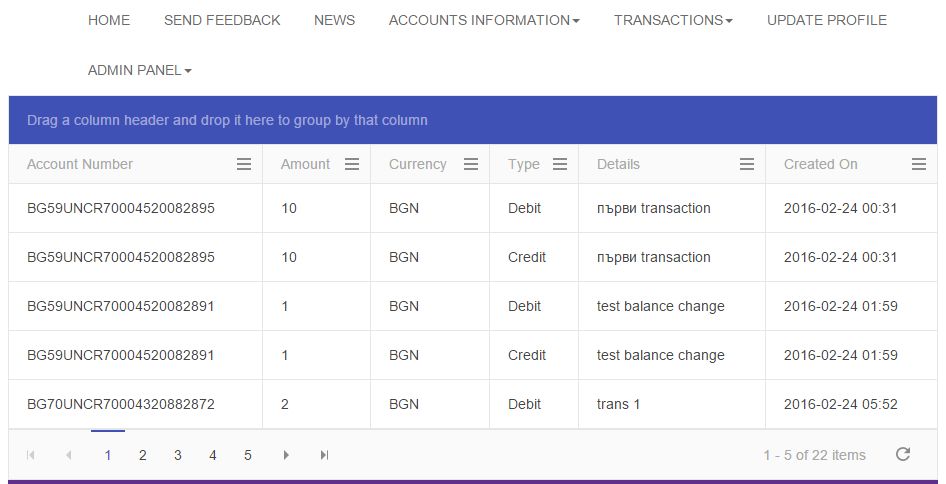 HOME SEND FEEDBACK NEWS ACCOUNTS INFORMATION TRANSACTIONS UPDATE PROFILE
ADMIN PANEL
Drag a column header and drop it here to group by that column
Account Number Amount Currency Type Details Created On
BG59UNCR70004520082895 10 BGN Debit първи transaction 2016-02-24 00:31
BG59UNCR70004520082895 10 BGN Credit първи transaction 2016-02-24 00:31
BG59UNCR70004520082891 1 BGN Debit test balance change 2016-02-24 01:59
BG59UNCR70004520082891 1 BGN Credit test balance change 2016-02-24 01:59
BG70UNCR70004320882872 2 BGN Debit trans 1 2016-02-24 05:52
1 2 3 4 5 1 - 5 of 22 items